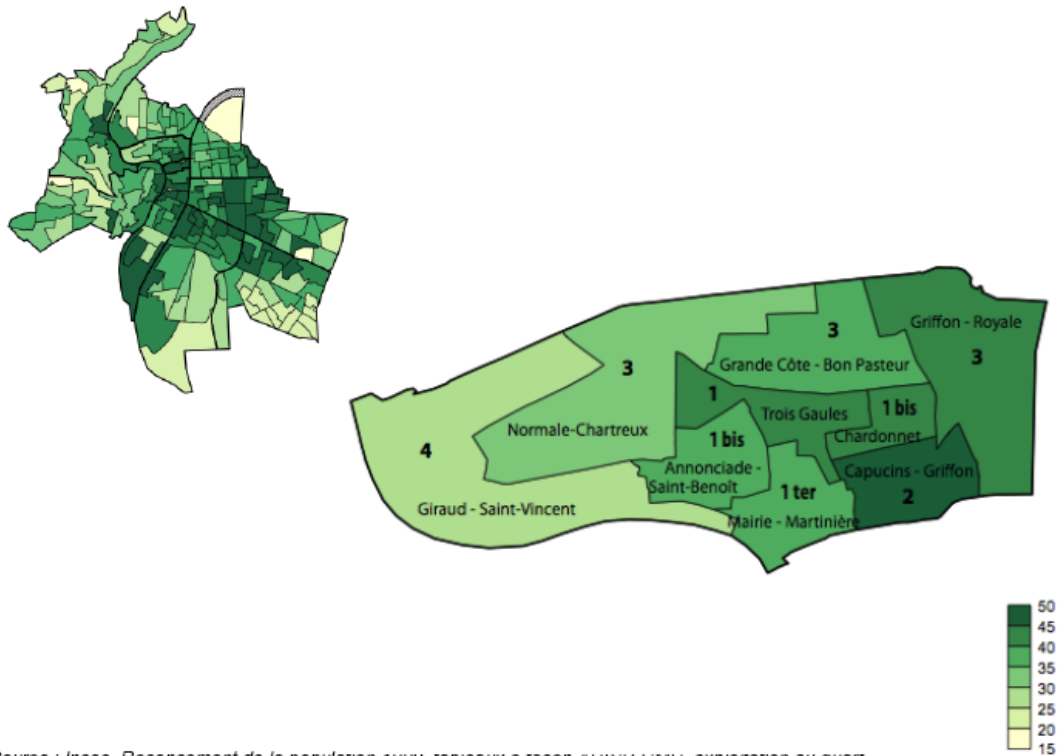 Griffon - Royale
3
3
Grande Côte - Bon Pasteur
3
1
Trois Gaules
1 bis
Chardonnet
Normale-Chartreux
1 bis
4
Annonciade -
Saint-Benoît
Capucins - Griffon
2
1 ter
Giraud - Saint-Vincent
Mairie - Martinière
50
45
40
35
30
25
20
15